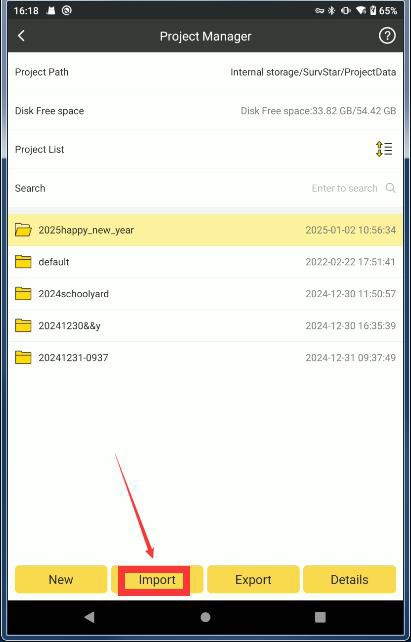 16:18
65%
Project Manager
Project Path Internal storage/SurvStar/ProjectData
Disk Free space Disk Free space:33.82 GB/54.42 GB
Project List
Search Enter to search
2025happy_new_year 2025-01-02 10:56:34
default 2022-02-22 17:51:41
2024schoolyard 2024-12-30 11:50:57
20241230&&y 2024-12-30 16:35:39
20241231-0937 2024-12-31 09:37:49
New Import Export Details